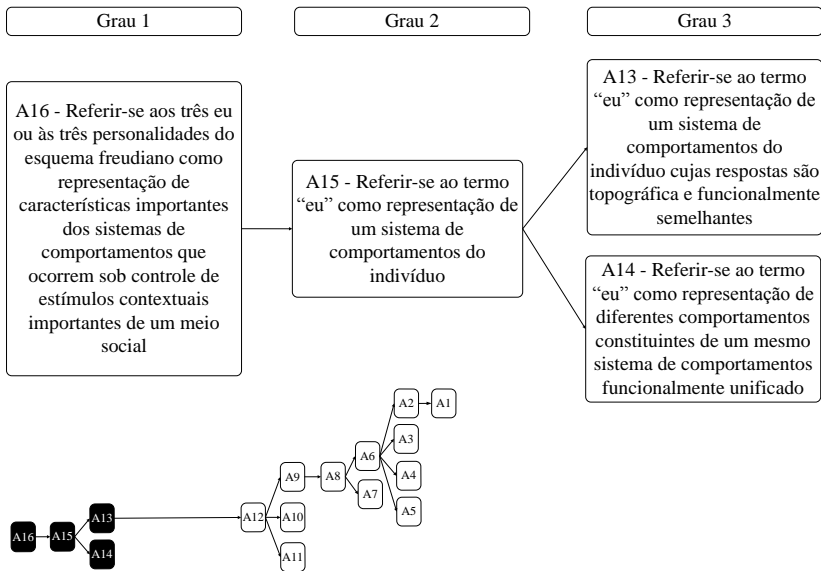 Grau 1
Grau 2
Grau 3
A16 - Referir-se aos três eu
ou às três personalidades do
esquema freudiano como
representação de
características importantes
dos sistemas de
comportamentos que
ocorrem sob controle de
estímulos contextuais
importantes de um meio
social
A15 - Referir-se ao termo
“eu” como representação de
um sistema de
comportamentos do
indivíduo
A13 - Referir-se ao termo
“eu” como representação de
um sistema de
comportamentos do
indivíduo cujas respostas são
topográfica e funcionalmente
semelhantes
A14 - Referir-se ao termo
“eu” como representação de
diferentes comportamentos
constituintes de um mesmo
sistema de comportamentos
funcionalmente unificado
A2
A1
A3
A6
A9
A8
A4
A7
A5
A13
A12
A10
A16
A15
A14
A11